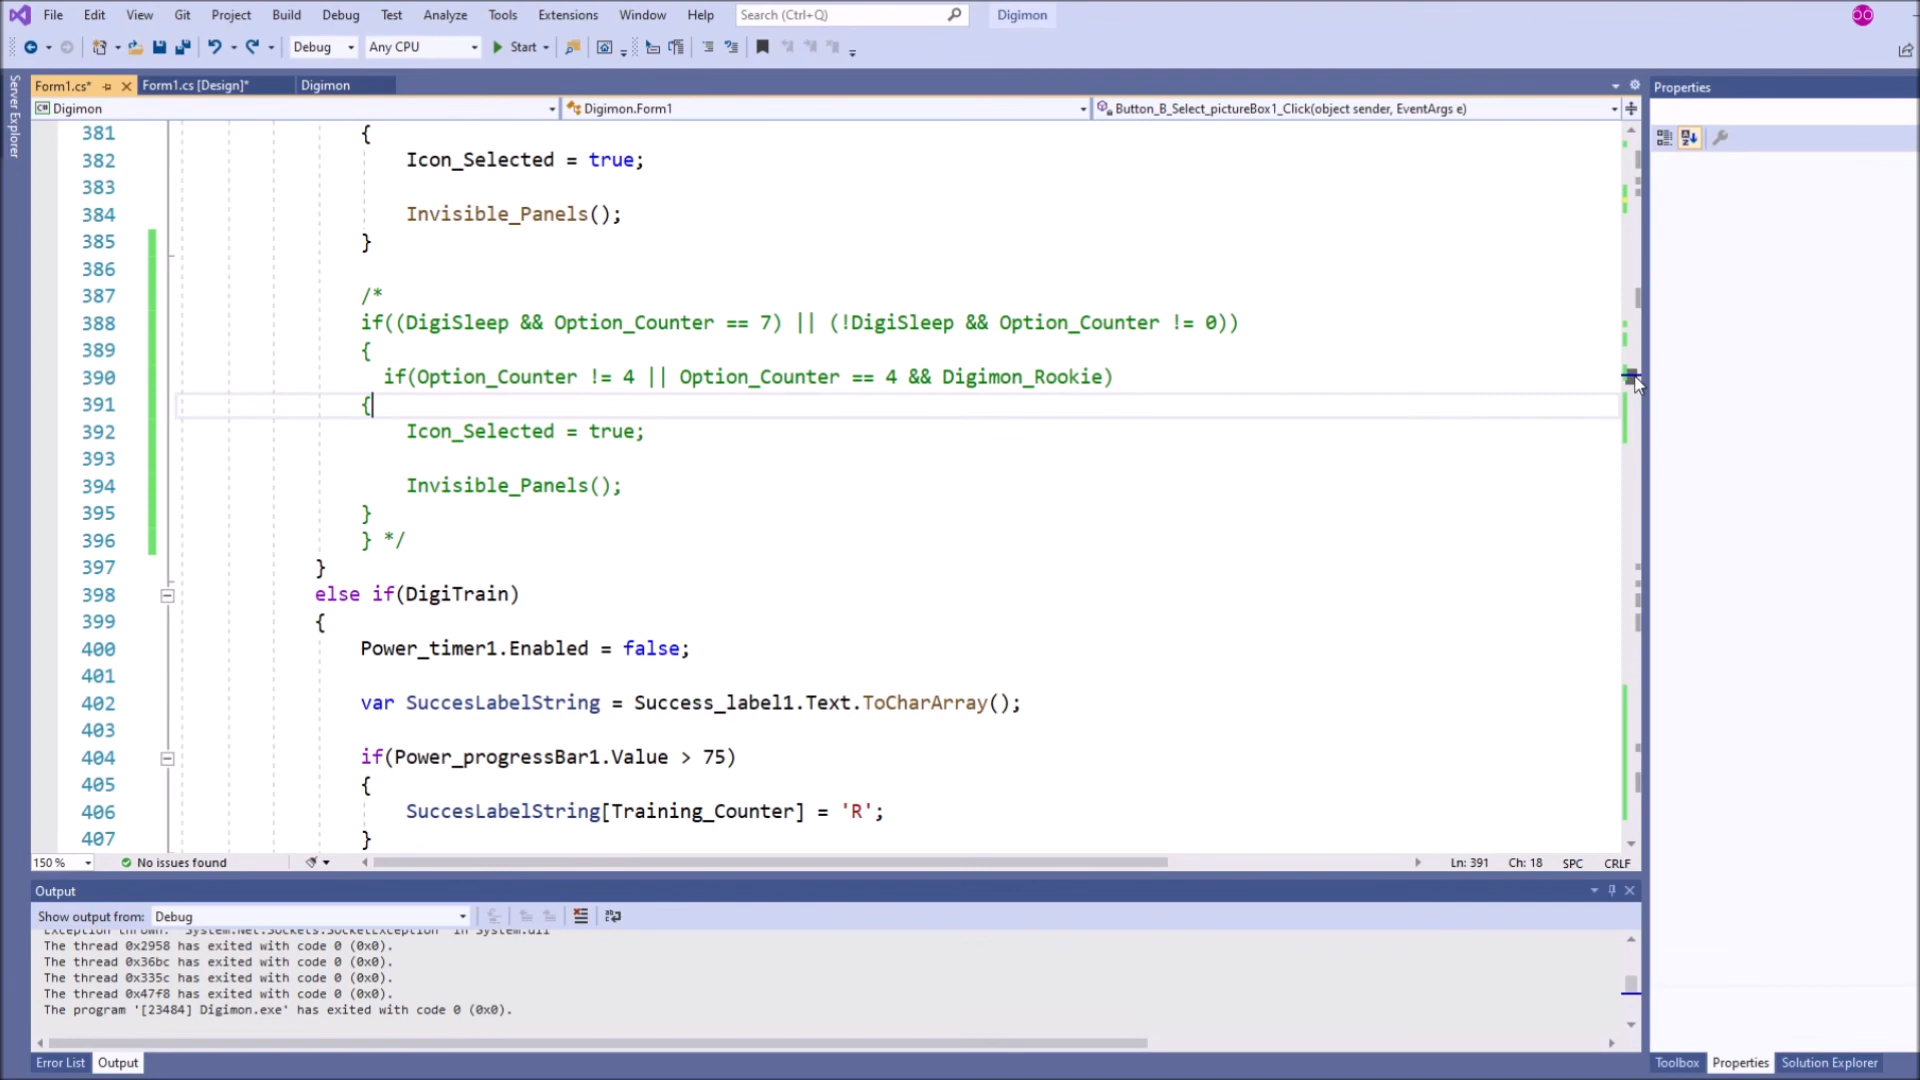 File Edit View Git Project Build Debug Test Analyze Tools Extensions Window Help Search (Ctrl+Q) Digimon
Debug Any CPU Start
Server Explorer
Form1.cs* Form1.cs [Design]* Digimon
Digimon Digimon.Form1 Button_B_Select_pictureBox1_Click(object sender, EventArgs e)
Properties
381 {
382 Icon_Selected = true;
383
384 Invisible_Panels();
385 }
386
387 /*
388 if((DigiSleep && Option_Counter == 7) || (!DigiSleep && Option_Counter != 0))
389 {
390 if(Option_Counter != 4 || Option_Counter == 4 && Digimon_Rookie)
391 {
392 Icon_Selected = true;
393
394 Invisible_Panels();
395 }
396 } */
397 }
398 else if(DigiTrain)
399 {
400 Power_timer1.Enabled = false;
401
402 var SuccesLabelString = Success_label1.Text.ToCharArray();
403
404 if(Power_progressBar1.Value > 75)
405 {
406 SuccesLabelString[Training_Counter] = 'R';
407 }
150 % No issues found Ln: 391 Ch: 18 SPC CRLF
Output
Show output from: Debug
Exception thrown: 'System.Net.Sockets.SocketException' in System.dll
The thread 0x2958 has exited with code 0 (0x0).
The thread 0x36bc has exited with code 0 (0x0).
The thread 0x335c has exited with code 0 (0x0).
The thread 0x47f8 has exited with code 0 (0x0).
The program '[23484] Digimon.exe' has exited with code 0 (0x0).
Error List Output
Toolbox Properties Solution Explorer